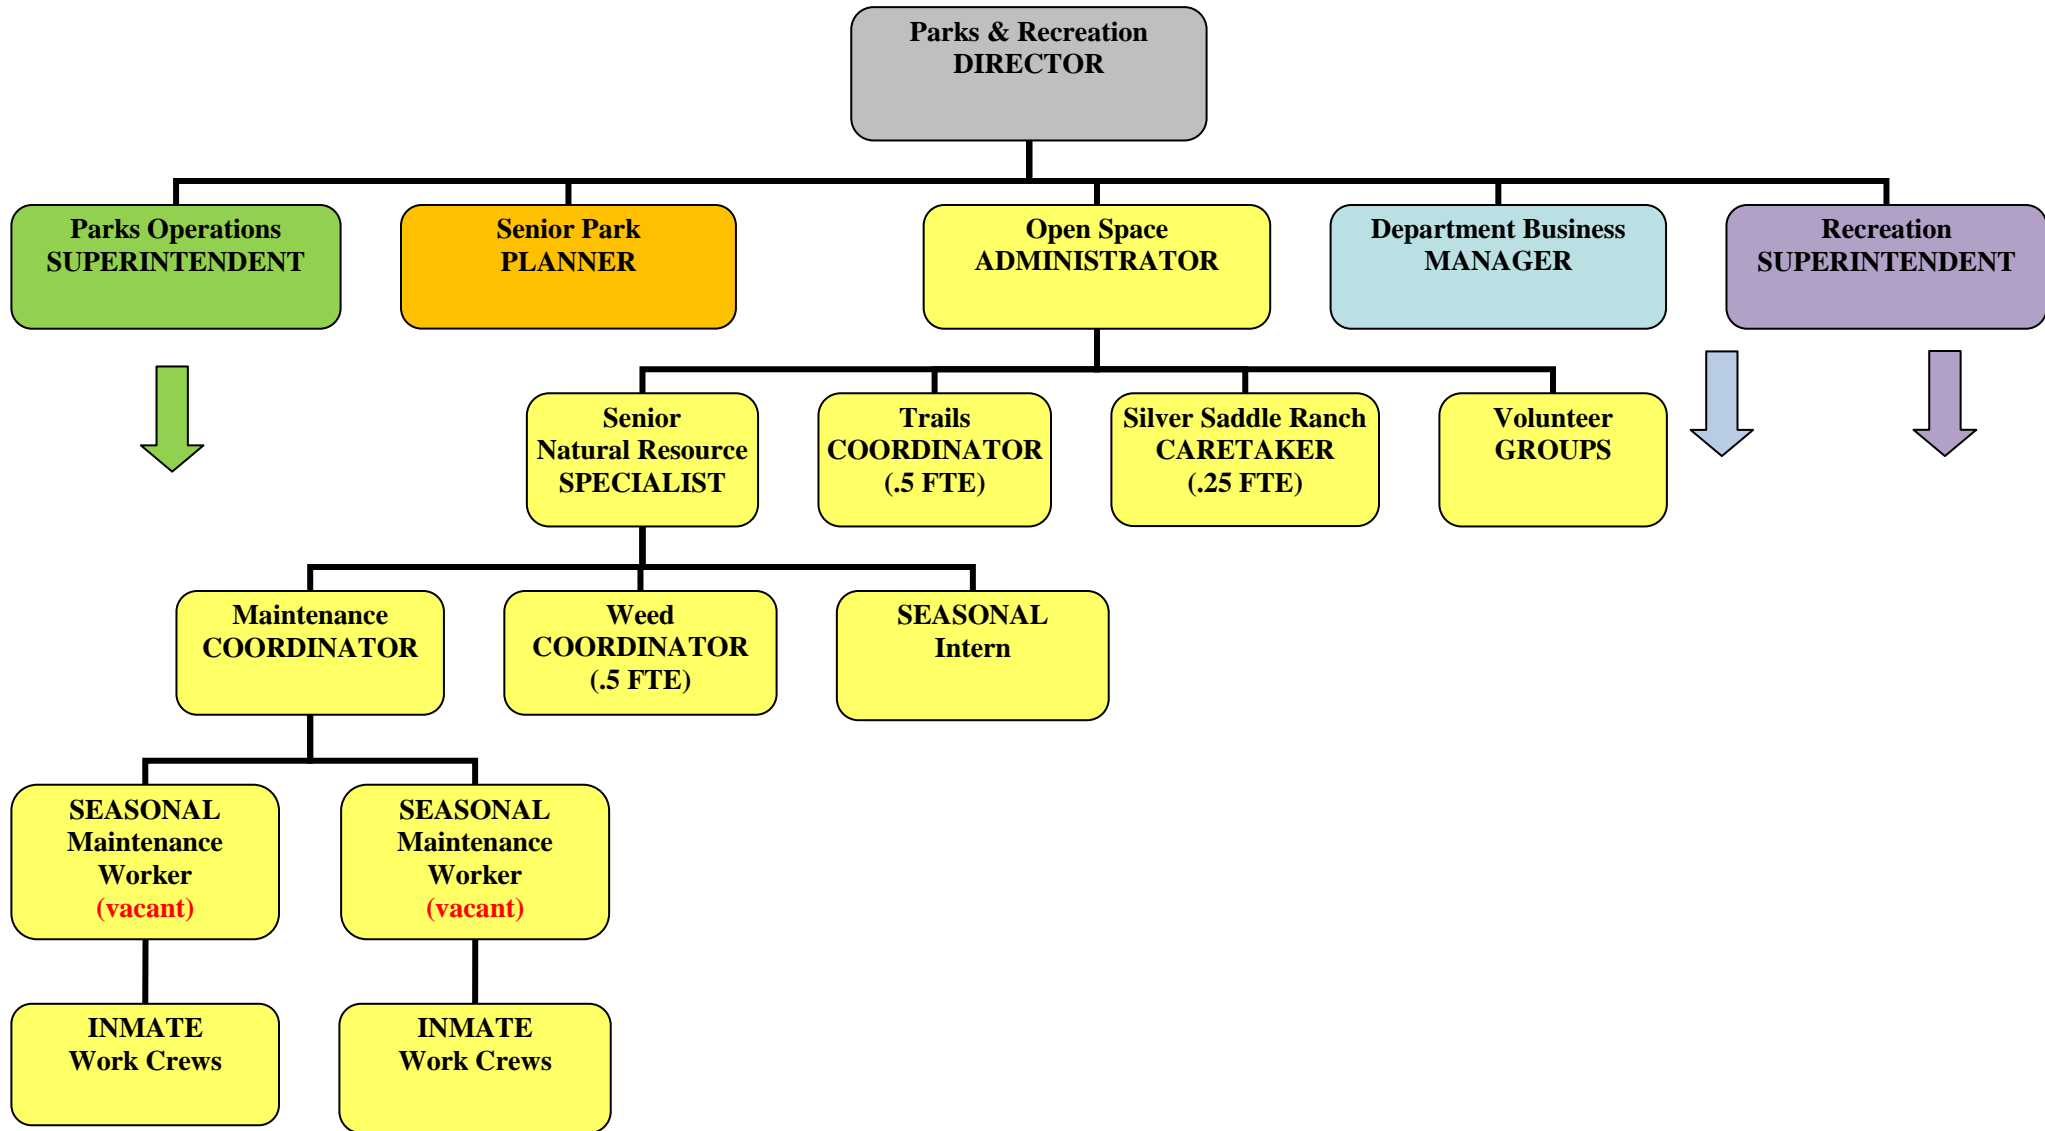 Parks & Recreation
DIRECTOR
Parks Operations
SUPERINTENDENT
Senior Park
PLANNER
Open Space
ADMINISTRATOR
Department Business
MANAGER
Recreation
SUPERINTENDENT
Senior
Natural Resource
SPECIALIST
Trails
COORDINATOR
(.5 FTE)
Silver Saddle Ranch
CARETAKER
(.25 FTE)
Volunteer
GROUPS
Maintenance
COORDINATOR
Weed
COORDINATOR
(.5 FTE)
SEASONAL
Intern
SEASONAL
Maintenance
Worker
(vacant)
SEASONAL
Maintenance
Worker
(vacant)
INMATE
Work Crews
INMATE
Work Crews